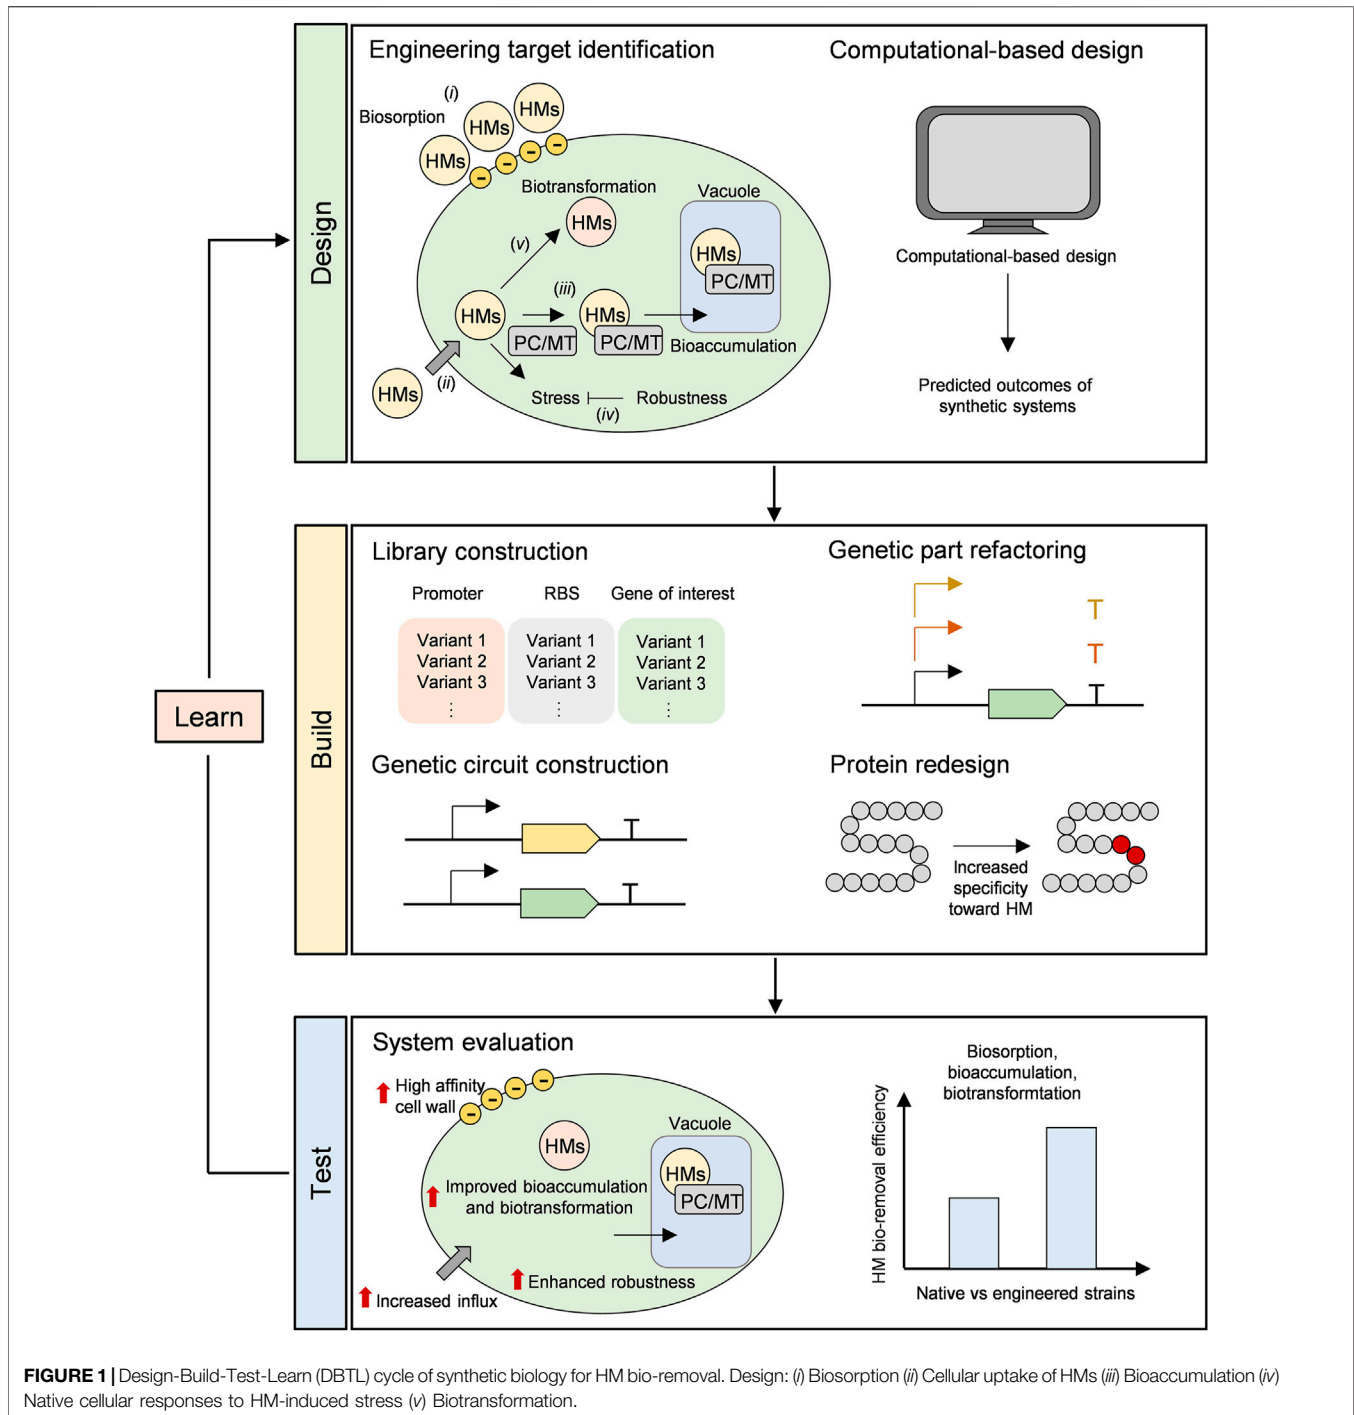 Design
Engineering target identification
(i)
Biosorption
HMs
HMs
HMs
−
−
−
−
Biotransformation
HMs
(v)
Vacuole
HMs
PC/MT
HMs
(iii)
PC/MT
HMs
PC/MT
Bioaccumulation
HMs
(ii)
Stress
(iv)
Robustness
Computational-based design
Computational-based design
Predicted outcomes of
synthetic systems
Learn
Build
Library construction
Promoter
RBS
Gene of interest
Variant 1
Variant 2
Variant 3
⋮
Variant 1
Variant 2
Variant 3
⋮
Variant 1
Variant 2
Variant 3
⋮
Genetic part refactoring
Genetic circuit construction
Protein redesign
Increased
specificity
toward HM
Test
System evaluation
High affinity
cell wall
−
−
−
−
HMs
Vacuole
HMs
PC/MT
Improved bioaccumulation
and biotransformation
Enhanced robustness
Increased influx
Biosorption,
bioaccumulation,
biotransformtation
HM bio-removal efficiency
Native vs engineered strains
FIGURE 1 | Design-Build-Test-Learn (DBTL) cycle of synthetic biology for HM bio-removal. Design: (i) Biosorption (ii) Cellular uptake of HMs (iii) Bioaccumulation (iv)
Native cellular responses to HM-induced stress (v) Biotransformation.